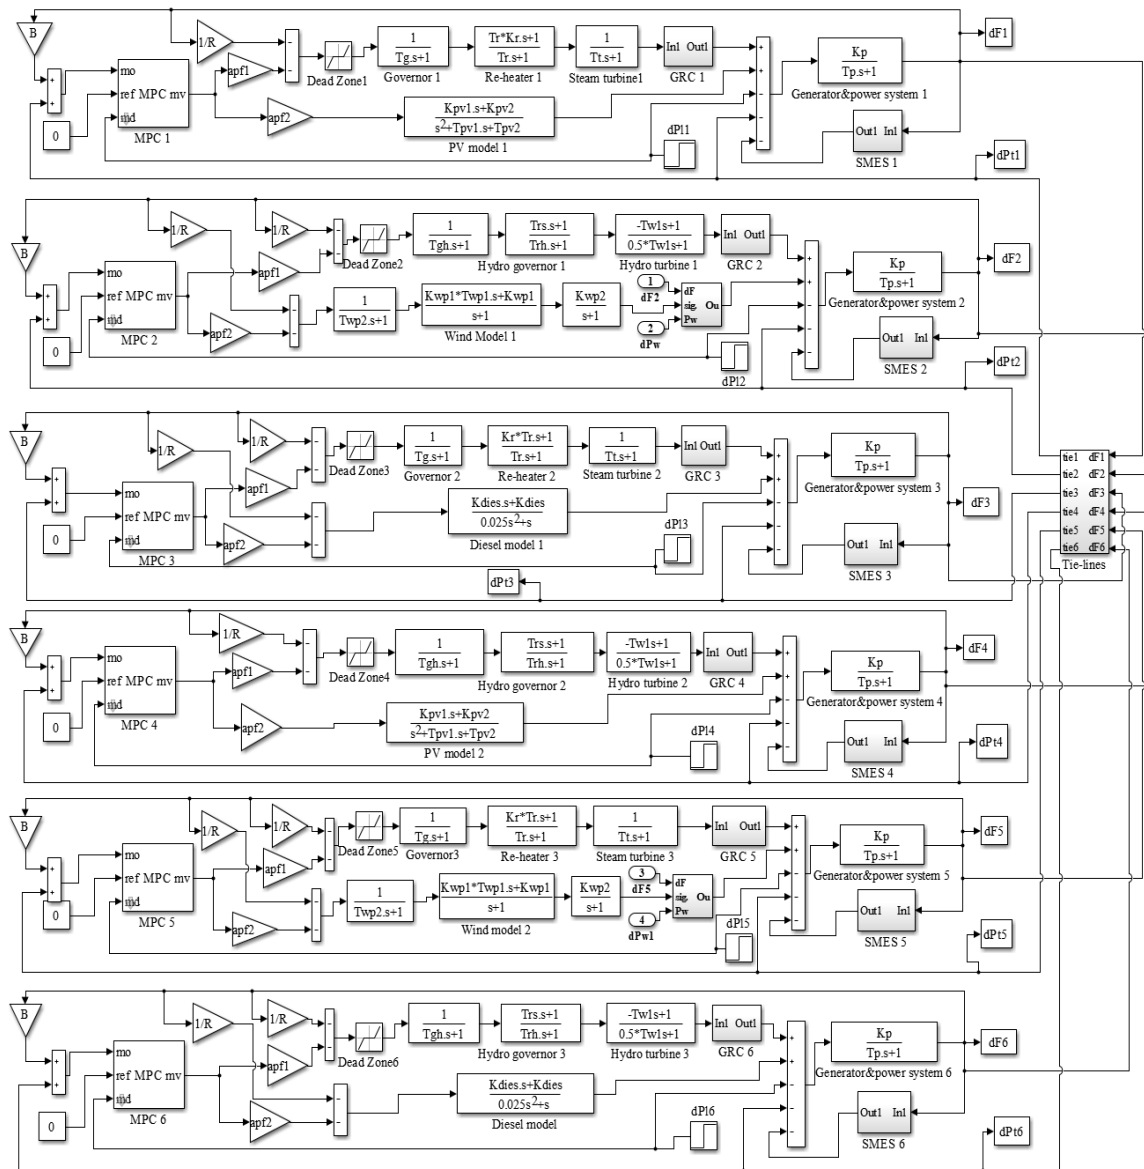 B
1/R
dF1
mo
ref MPC mv
md
MPC 1
0
apf1
apf2
Dead Zone1
1
Tg.s+1
Governor 1
Tr*Kr.s+1
Tr.s+1
Re-heater 1
1
Tt.s+1
Steam turbine1
In1 Out1
GRC 1
Kpv1.s+Kpv2
s2+Tpv1.s+Tpv2
PV model 1
dPl1
Kp
Tp.s+1
Generator&power system 1
Out1 In1
SMES 1
dPt1
B
1/R
1/R
mo
ref MPC mv
md
MPC 2
0
apf1
apf2
Dead Zone2
1
Tgh.s+1
Trs.s+1
Trh.s+1
Hydro governor 1
-Tw1s+1
0.5*Tw1s+1
Hydro turbine 1
In1 Out1
GRC 2
1
Twp2.s+1
Kwp1*Twp1.s+Kwp1
s+1
Wind Model 1
Kwp2
s+1
1
dF2
2
dPw
dF
sig. Ou
Pw
dPl2
Kp
Tp.s+1
Generator&power system 2
Out1 In1
SMES 2
dF2
dPt2
B
1/R
1/R
mo
ref MPC mv
md
MPC 3
0
apf1
apf2
Dead Zone3
1
Tg.s+1
Governor 2
Kr*Tr.s+1
Tr.s+1
Re-heater 2
1
Tt.s+1
Steam turbine 2
In1 Out1
GRC 3
Kdies.s+Kdies
0.025s2+s
Diesel model 1
dPl3
dPt3
Kp
Tp.s+1
Generator&power system 3
Out1 In1
SMES 3
dF3
tie1 dF1
tie2 dF2
tie3 dF3
tie4 dF4
tie5 dF5
tie6 dF6
Tie-lines
B
1/R
mo
ref MPC mv
md
MPC 4
0
apf1
apf2
Dead Zone4
1
Tgh.s+1
Trs.s+1
Trh.s+1
Hydro governor 2
-Tw1s+1
0.5*Tw1s+1
Hydro turbine 2
In1 Out1
GRC 4
Kpv1.s+Kpv2
s2+Tpv1.s+Tpv2
PV model 2
dPl4
Kp
Tp.s+1
Generator&power system 4
Out1 In1
SMES 4
dF4
dPt4
B
1/R
1/R
mo
ref MPC mv
md
MPC 5
0
apf1
apf2
Dead Zone5
1
Tg.s+1
Governor3
Kr*Tr.s+1
Tr.s+1
Re-heater 3
1
Tt.s+1
Steam turbine 3
In1 Out1
GRC 5
1
Twp2.s+1
Kwp1*Twp1.s+Kwp1
s+1
Wind model 2
Kwp2
s+1
3
dF5
4
dPw1
dF
sig. Ou
Pw
dPl5
Kp
Tp.s+1
Generator&power system 5
Out1 In1
SMES 5
dF5
dPt5
B
1/R
1/R
mo
ref MPC mv
md
MPC 6
0
apf1
apf2
Dead Zone6
1
Tgh.s+1
Trs.s+1
Trh.s+1
Hydro governor 3
-Tw1s+1
0.5*Tw1s+1
Hydro turbine 3
In1 Out1
GRC 6
Kdies.s+Kdies
0.025s2+s
Diesel model
dPl6
Kp
Tp.s+1
Generator&power system 6
Out1 In1
SMES 6
dF6
dPt6